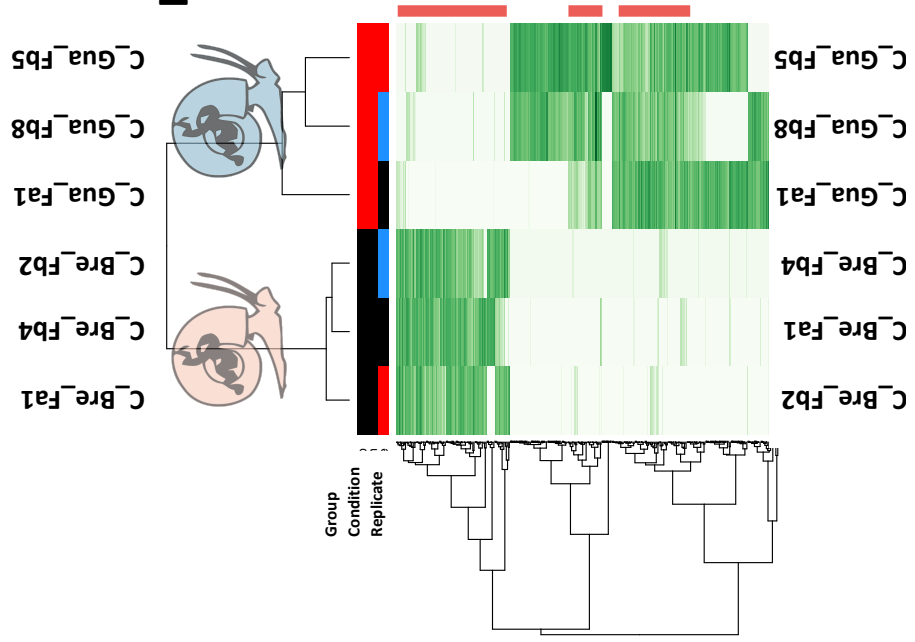 C_Gua_Fb5
C_Gua_Fb8
C_Gua_Fa1
C_Bre_Fb2
C_Bre_Fb4
C_Bre_Fa1
C_Gua_Fb5
C_Gua_Fb8
C_Gua_Fa1
C_Bre_Fb4
C_Bre_Fa1
C_Bre_Fb2
Group
Condition
Replicate